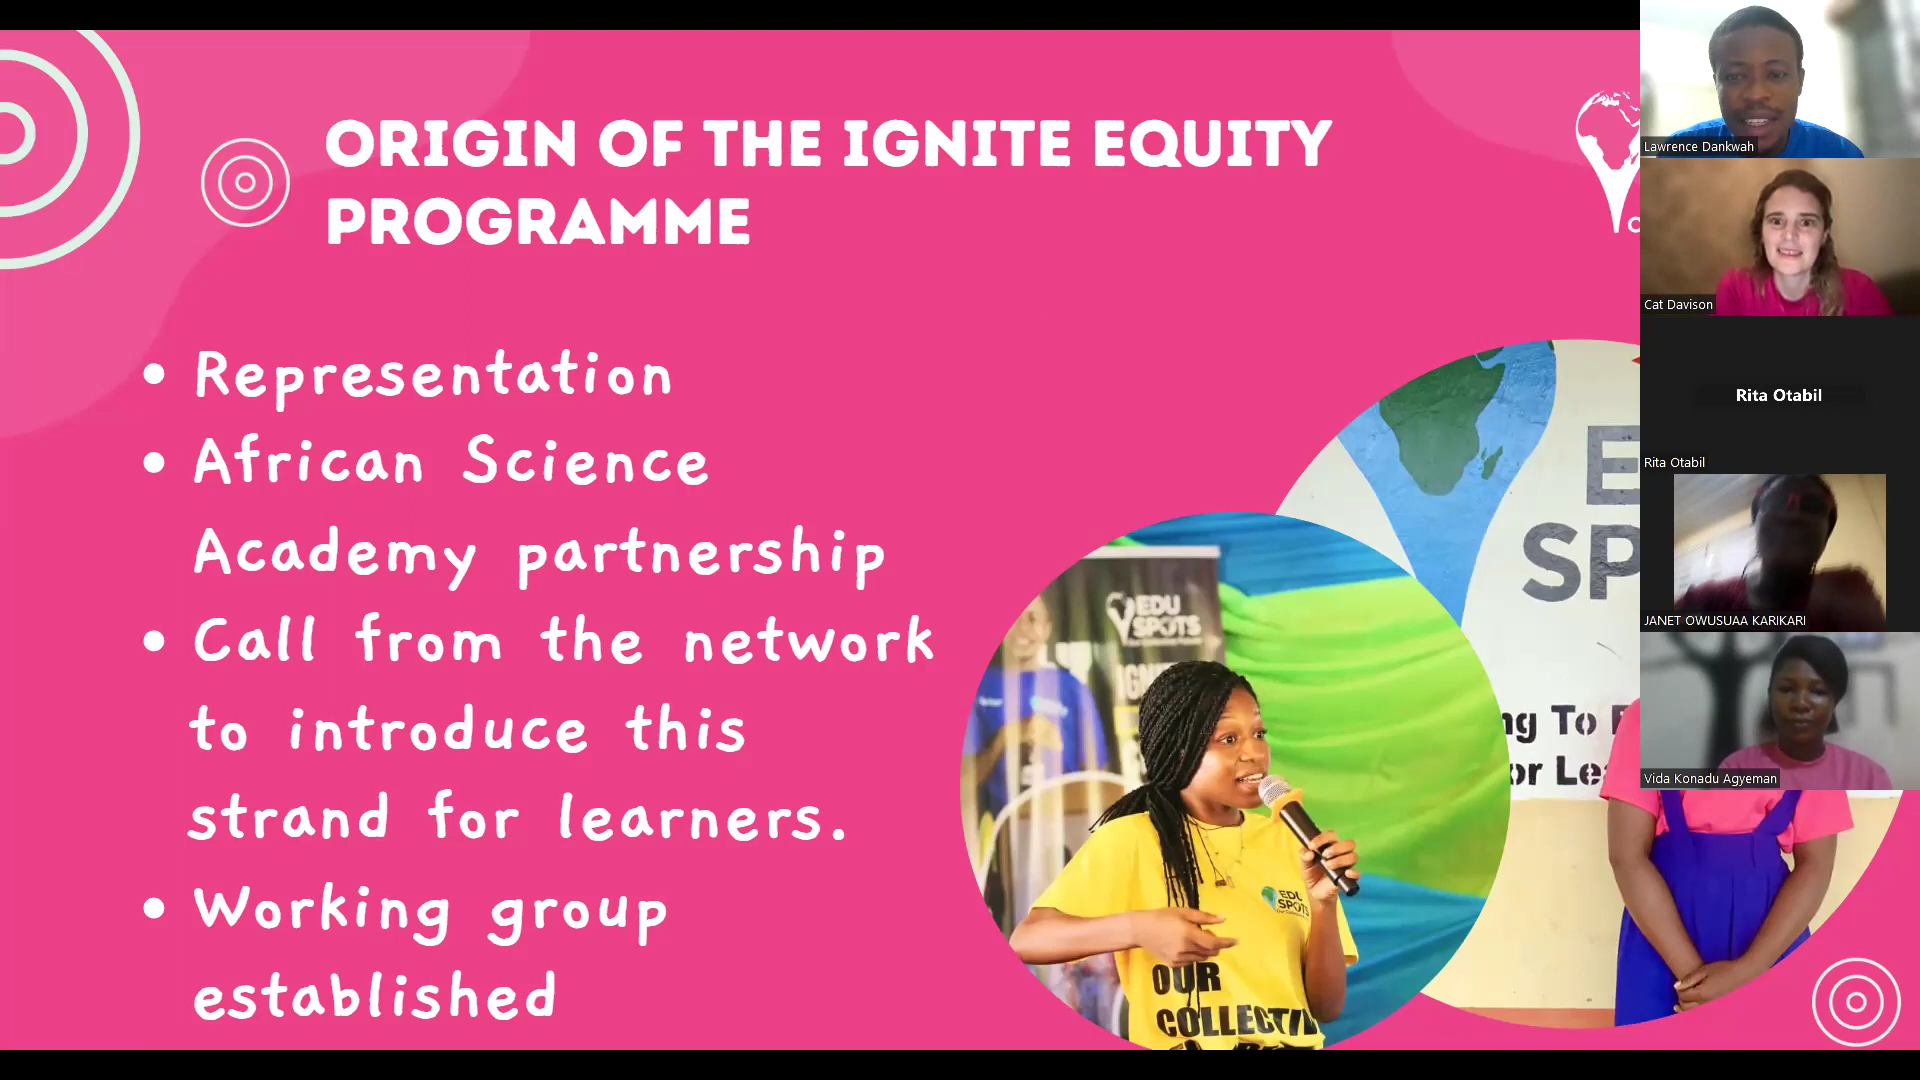 ORIGIN OF THE IGNITE EQUITY
PROGRAMME
• Representation
• African Science
Academy partnership
• Call from the network
to introduce this
strand for learners.
• Working group
established
EDU
SPOTS
EDU
SPOTS
OUR
Lawrence Dankwah
Cat Davison
Rita Otabil
Rita Otabil
JANET OWUSUAA KARIKARI
Vida Konadu Agyeman